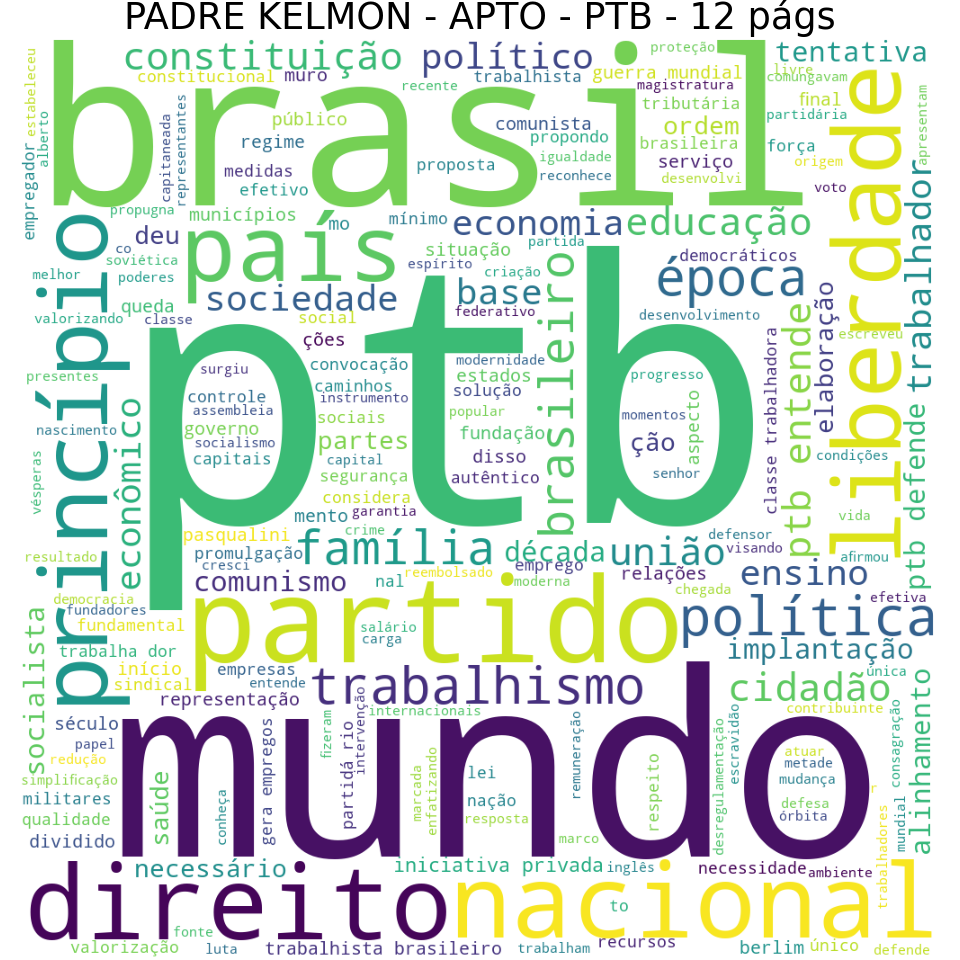 PADRE KELMON - APTO - PTB - 12 págs
constituição
político
proteção
tentativa
brasil
constitucional
muro
trabalhista
guerra mundial
livre
comungavam
recente
magistratura
estabeleceu
alberto
empregador
capitaneada
representantes
público
regime
medidas
efetivo
comunista
propondo
proposta
igualdade
reconhece
tributária
ordem
brasileira
serviço
desenvolvi
final
partidária
força
origem
voto
apresentam
liberdade
trabalhador
propugna
municípios
mo
mínimo
economia
educação
deu
co
país
soviética
poderes
melhor
queda
valorizando
classe
situação
partida
espírito
criação
democráticos
época
sociedade
base
federativo
desenvolvimento
social
ções
princípio
brasileiro
elaboração
escreveu
ptb
surgiu
convocação
modernidade
presentes
controle
caminhos
instrumento
estados
solução
progresso
assembleia
governo
sociais
popular
momentos
nascimento
socialismo
partes
fundação
ção
aspecto
classe trabalhadora
ptb entende
ptb defende
capitais
capital
disso
condições
econômico
segurança
autêntico
senhor
vésperas
considera
mento
garantia
vida
crime
pasqualini
defensor
resultado
promulgação
família
década
união
visando
afirmou
cresci
comunismo
nal
reembolsado
emprego
moderna
relações
chegada
ensino
democracia
fundadores
fundamental
partido
política
efetiva
salário
carga
trabalha dor
implantação
socialista
início
sindical
empresas
entende
trabalhismo
cidadão
única
representação
internacionais
contribuinte
século
papel
redução
simplificação
militares
qualidade
dividido
saúde
conheça
gera empregos
fizeram
partidá rio
intervenção
marcada
enfatizando
lei
nação
resposta
remuneração
marco
respeito
desregulamentação
escravidão
atuar
metade
mudança
defesa
órbita
r
consagração
mundial
alinhamento
trabalhadores
mundo
necessário
iniciativa privada
inglês
necessidade
ambiente
direito
nacional
to
fonte
valorização
luta
trabalhista brasileiro
trabalham
recursos
berlim
único
defende